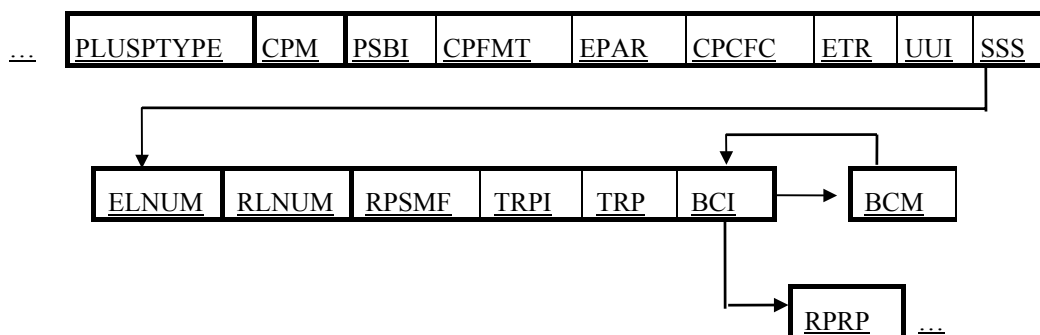 ... PLUSPTYPE CPM PSBI CPFMT EPAR CPCFC ETR UUI SSS
ELNUM RLNUM RPSMF TRPI TRP BCI BCM
RPRP ...